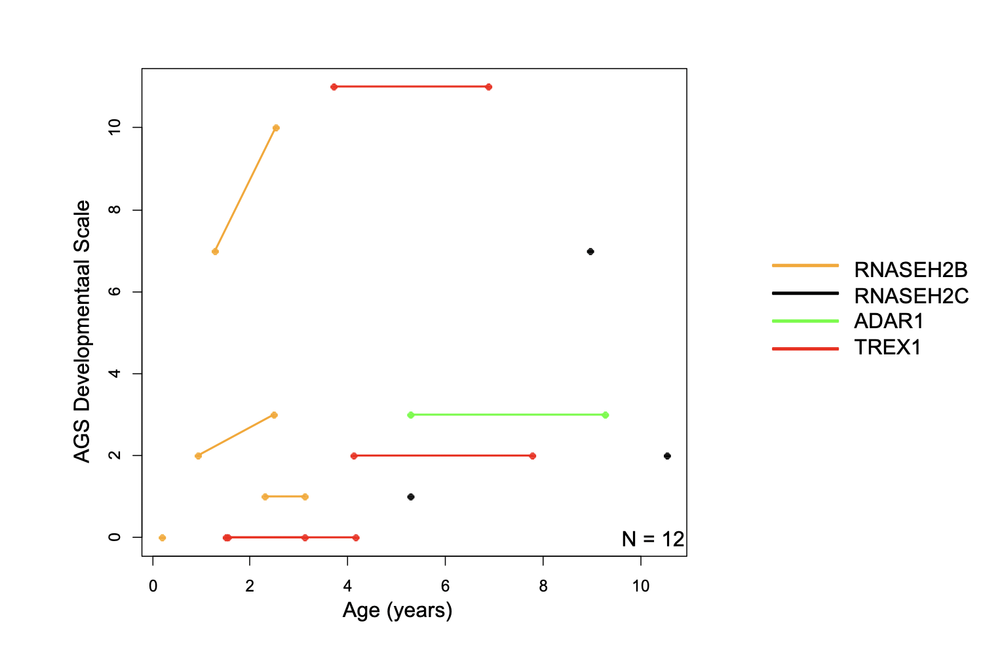 AGS Developmentaal Scale
10
8
6
4
2
0
N = 12
0 2 4 6 8 10
Age (years)
RNASEH2B
RNASEH2C
ADAR1
TREX1